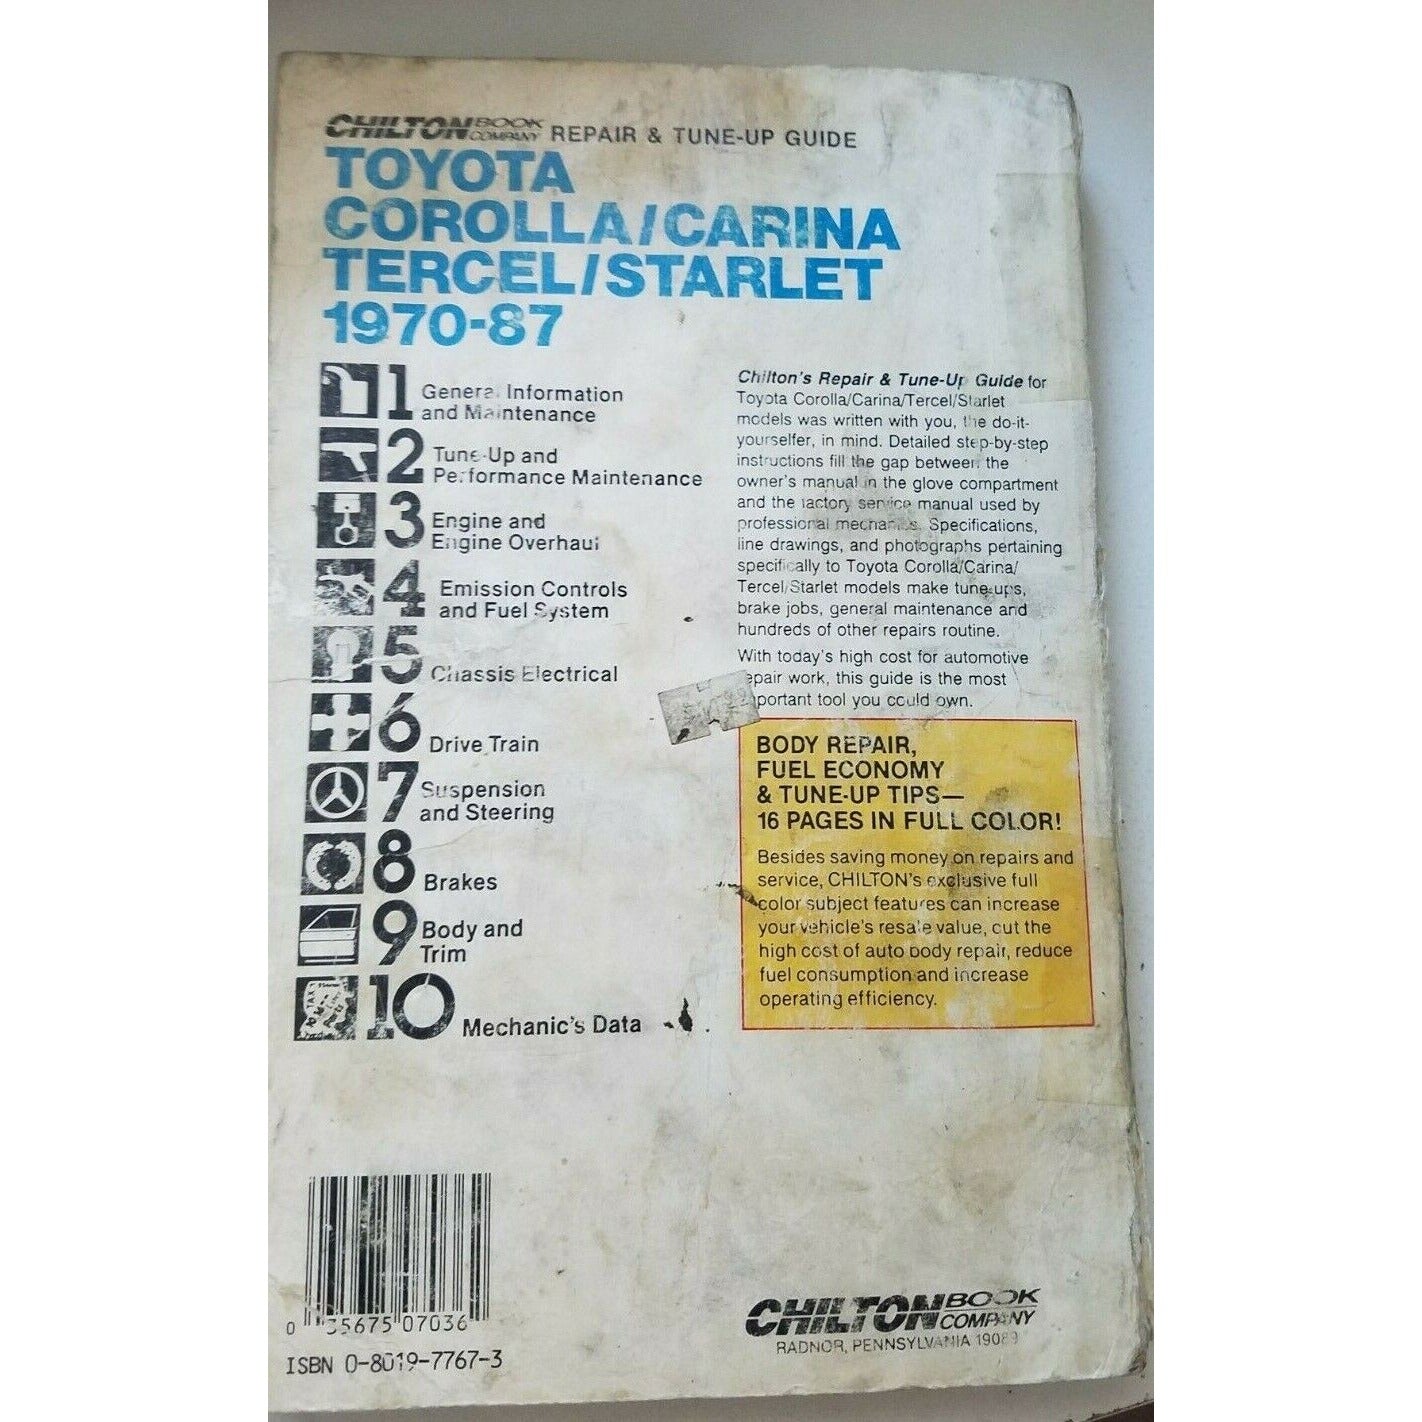 CHILTON BOOK COMPANY REPAIR & TUNE-UP GUIDE
TOYOTA
COROLLA/CARINA
TERCEL/STARLET
1970-87
1 General Information
and Maintenance
2 Tune-Up and
Performance Maintenance
3 Engine and
Engine Overhaul
4 Emission Controls
and Fuel System
5 Chassis Electrical
6 Drive Train
7 Suspension
and Steering
8 Brakes
9 Body and
Trim
10 Mechanic's Data
Chilton's Repair & Tune-Up Guide for
Toyota Corolla/Carina/Tercel/Starlet
models was written with you, the do-it-
yourselfer, in mind. Detailed step-by-step
instructions fill the gap between the
owner's manual in the glove compartment
and the factory service manual used by
professional mechanics. Specifications,
line drawings, and photographs pertaining
specifically to Toyota Corolla/Carina/
Tercel/Starlet models make tune-ups,
brake jobs, general maintenance and
hundreds of other repairs routine.
With today's high cost for automotive
repair work, this guide is the most
important tool you could own.
BODY REPAIR,
FUEL ECONOMY
& TUNE-UP TIPS—
16 PAGES IN FULL COLOR!
Besides saving money on repairs and
service, CHILTON's exclusive full
color subject features can increase
your vehicle's resale value, cut the
high cost of auto body repair, reduce
fuel consumption and increase
operating efficiency.
0 35675 07036
ISBN 0-8019-7767-3
CHILTON BOOK COMPANY
RADNOR, PENNSYLVANIA 19089